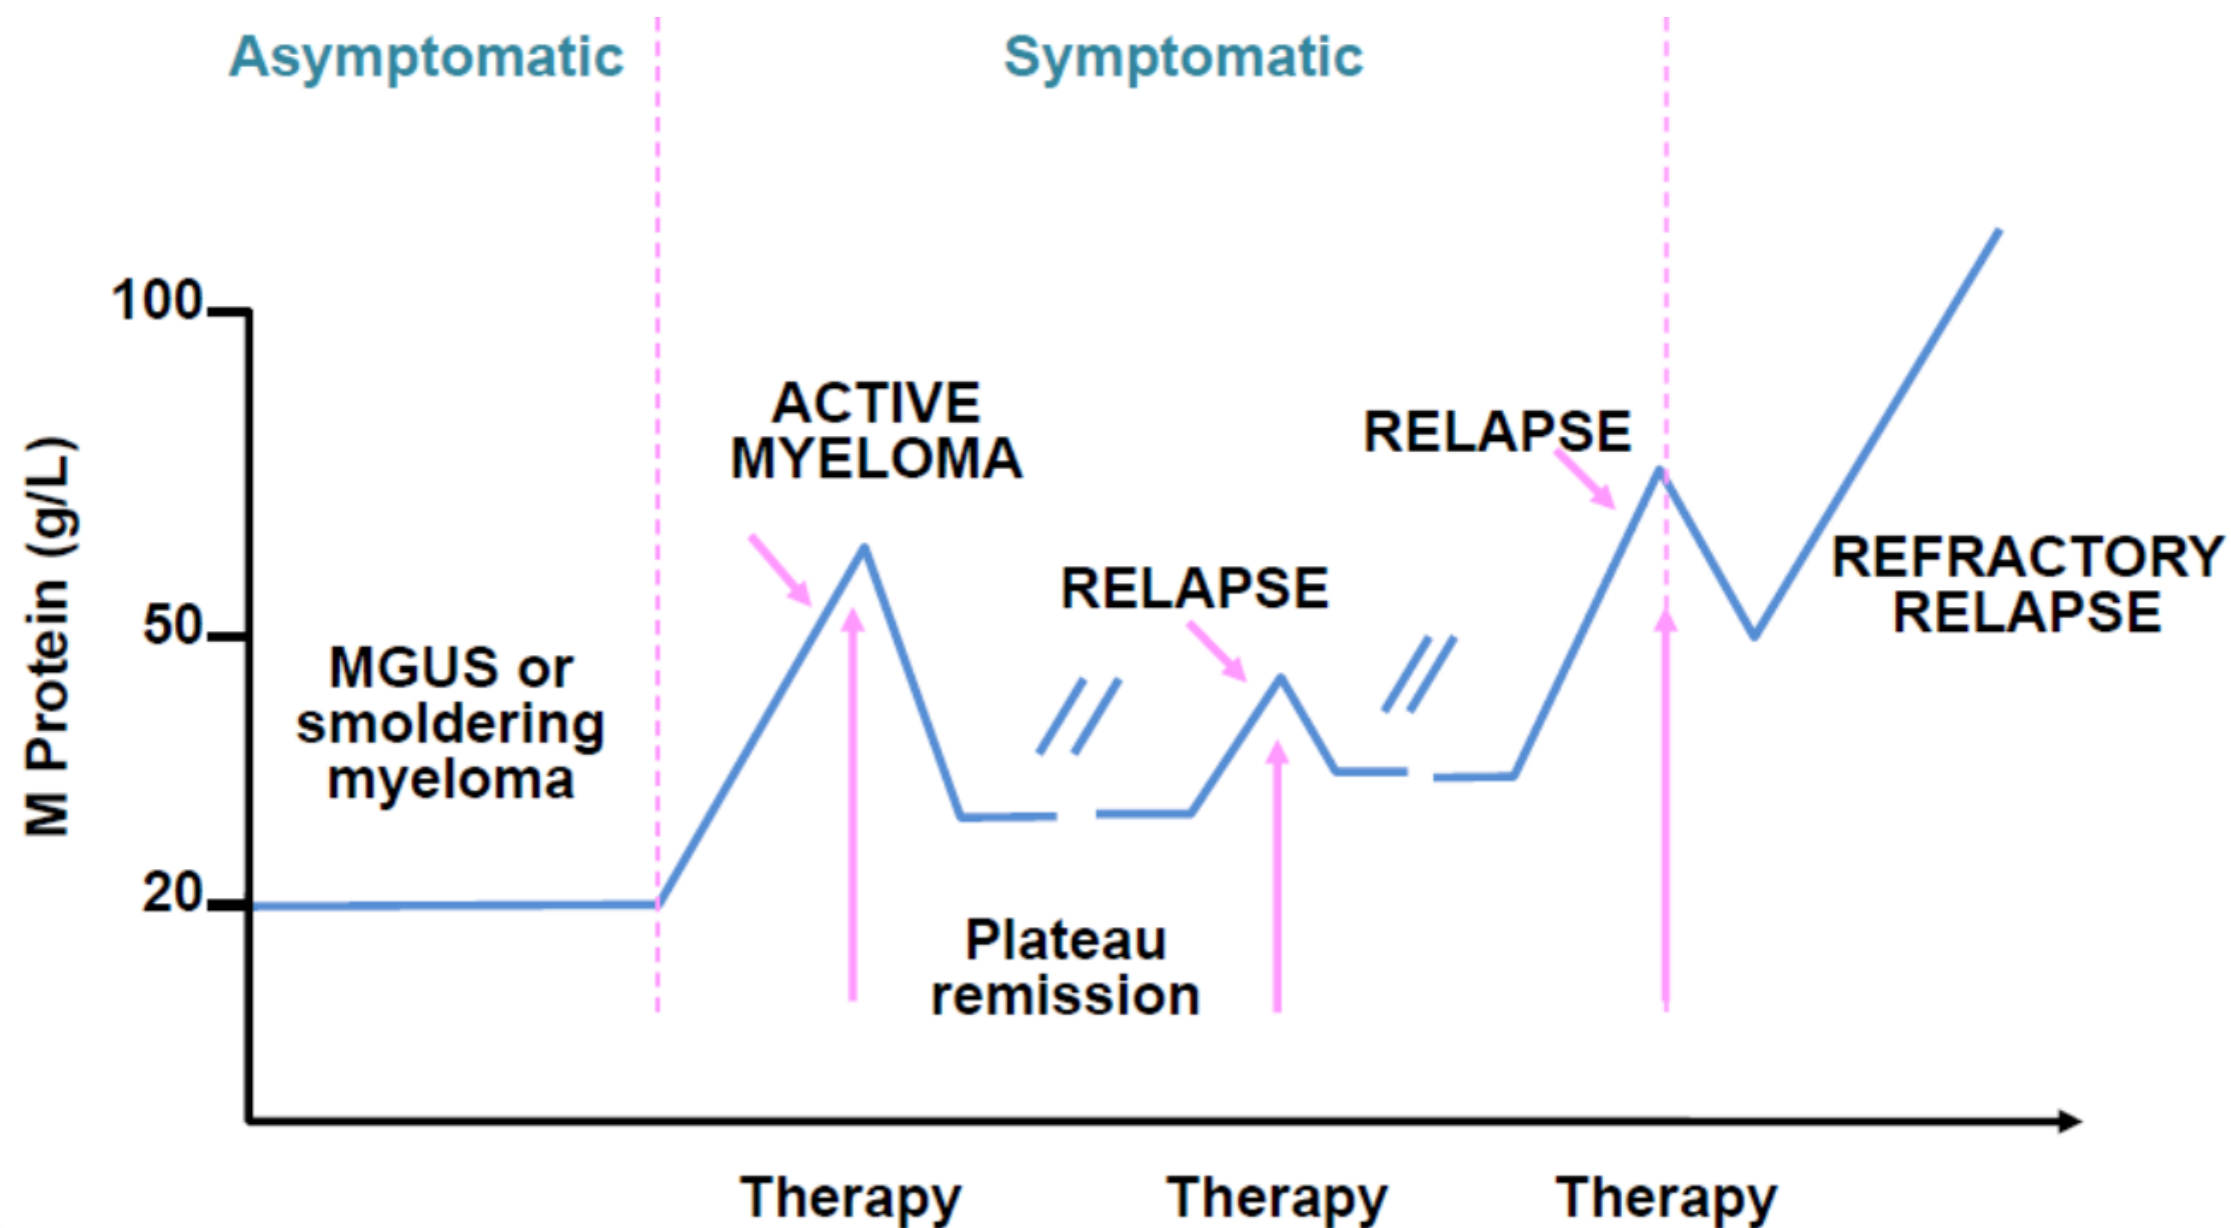 Asymptomatic
Symptomatic
100
50
20
M Protein (g/L)
MGUS or
smoldering
myeloma
ACTIVE
MYELOMA
Plateau
remission
RELAPSE
RELAPSE
REFRACTORY
RELAPSE
Therapy
Therapy
Therapy